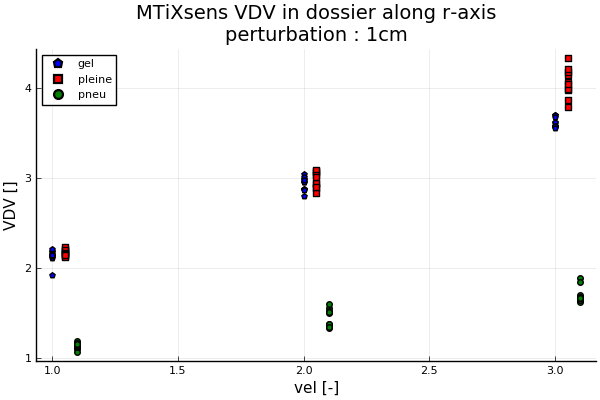 MTiXsens VDV in dossier along r-axis
perturbation : 1cm
gel
pleine
pneu
VDV []
4
3
2
1
1.0 1.5 2.0 2.5 3.0
vel [-]